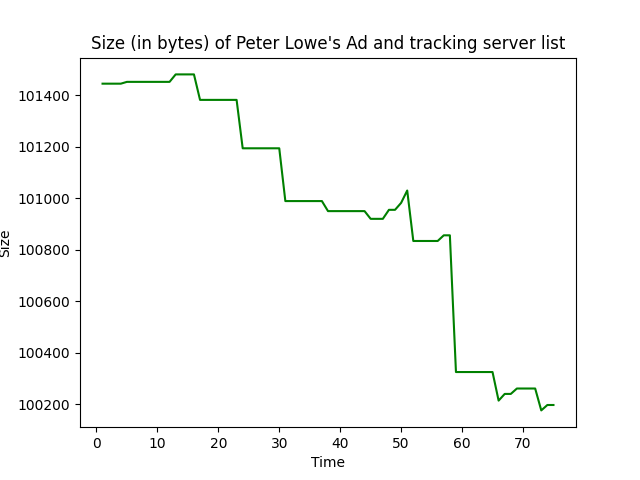 Size (in bytes) of Peter Lowe's Ad and tracking server list
101400
101200
101000
100800
100600
100400
100200
Size
0 10 20 30 40 50 60 70
Time